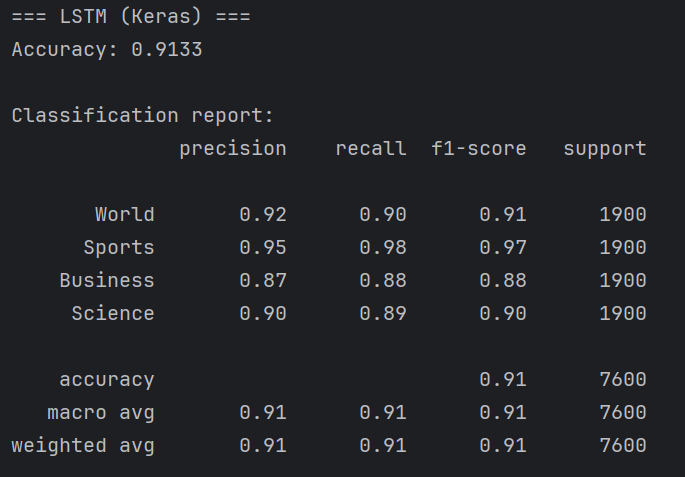 === LSTM (Keras) ===
Accuracy: 0.9133
Classification report:
precision recall f1-score support
World 0.92 0.90 0.91 1900
Sports 0.95 0.98 0.97 1900
Business 0.87 0.88 0.88 1900
Science 0.90 0.89 0.90 1900
accuracy 0.91 7600
macro avg 0.91 0.91 0.91 7600
weighted avg 0.91 0.91 0.91 7600